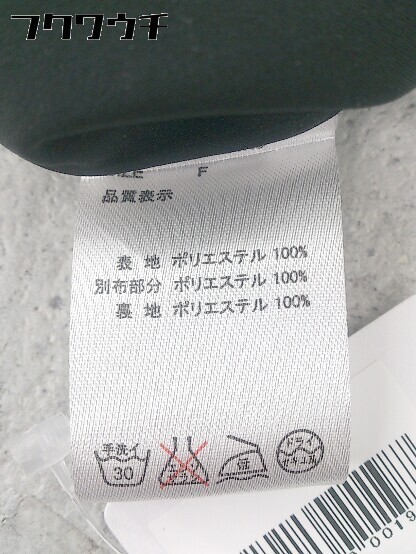 フクワウチ
F
品質表示
表 地 ポリエステル 100%
別布部分 ポリエステル 100%
裏 地 ポリエステル 100%
手洗イ
30
低
ドライ
0019